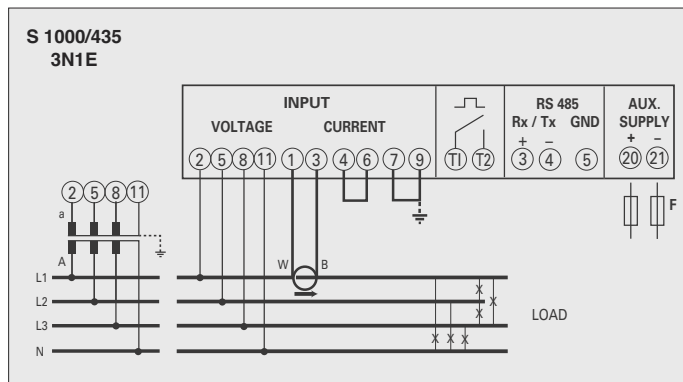 S 1000/435
3N1E
INPUT
VOLTAGE CURRENT
RS 485
Rx / Tx GND
+ −
AUX.
SUPPLY
+ −
2 5 8 11 1 3 4 6 7 9 T1 T2 3 4 5 20 21
F
2 5 8 11
a
A
W B
L1
L2
L3
N
X X
X
X X X
LOAD